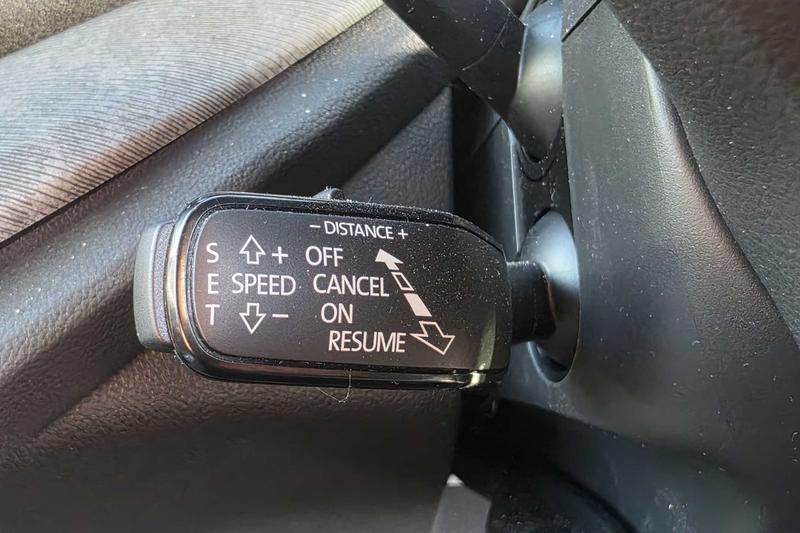 - DISTANCE +
S + OFF
E SPEED CANCEL
T - ON
RESUME